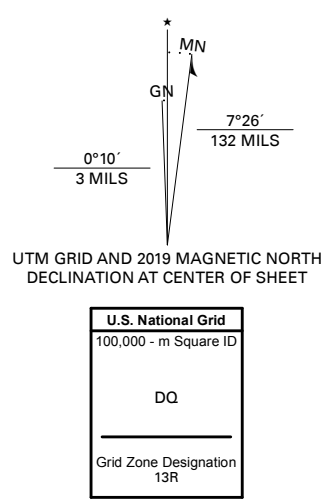 ★
MN
GN
7°26´
132 MILS
0°10´
3 MILS
UTM GRID AND 2019 MAGNETIC NORTH
DECLINATION AT CENTER OF SHEET
U.S. National Grid
100,000 - m Square ID
DQ
Grid Zone Designation
13R